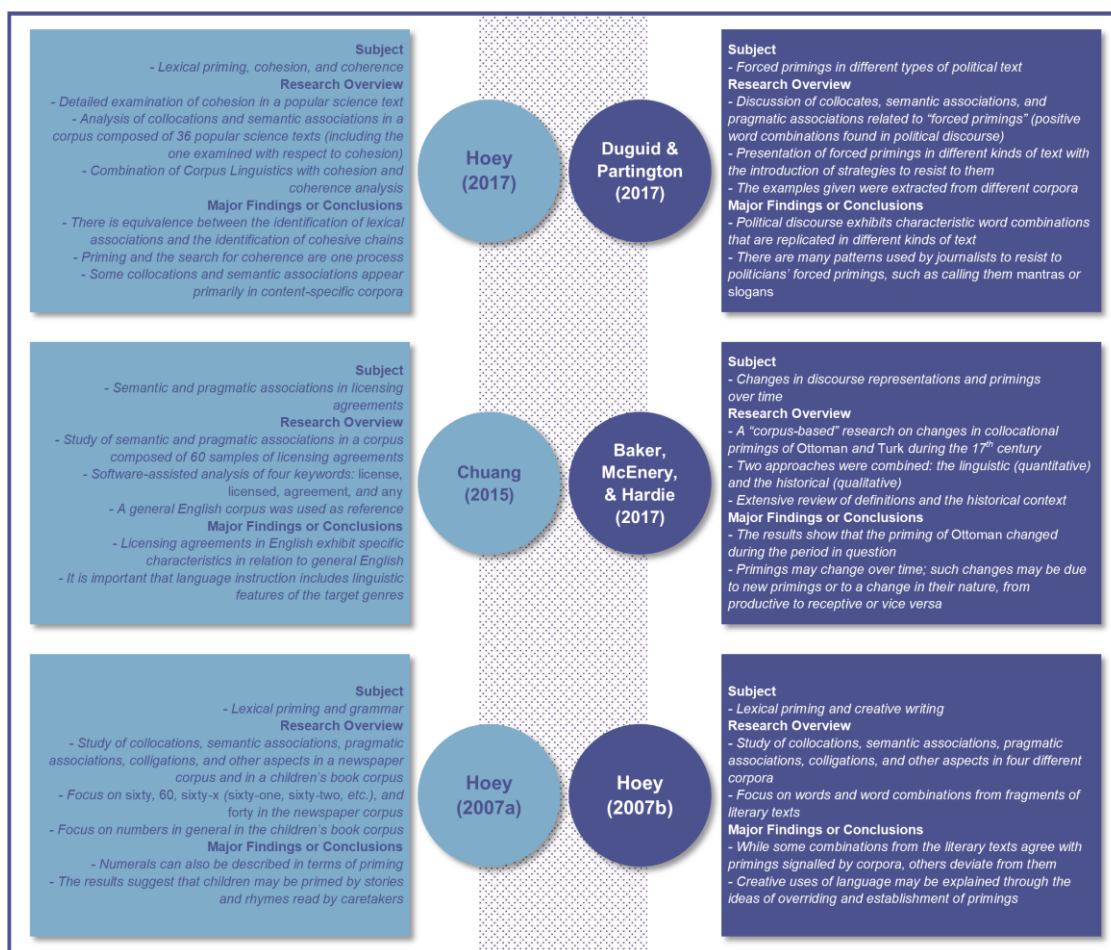 Subject
- Lexical priming, cohesion, and coherence
Research Overview
- Detailed examination of cohesion in a popular science text
- Analysis of collocations and semantic associations in a
corpus composed of 36 popular science texts (including the
one examined with respect to cohesion)
- Combination of Corpus Linguistics with cohesion and
coherence analysis
Major Findings or Conclusions
- There is equivalence between the identification of lexical
associations and the identification of cohesive chains
- Priming and the search for coherence are one process
- Some collocations and semantic associations appear
primarily in content-specific corpora
Hoey
(2017)
Duguid &
Partington
(2017)
Subject
- Forced primings in different types of political text
Research Overview
- Discussion of collocates, semantic associations, and
pragmatic associations related to “forced primings” (positive
word combinations found in political discourse)
- Presentation of forced primings in different kinds of text with
the introduction of strategies to resist to them
- The examples given were extracted from different corpora
Major Findings or Conclusions
- Political discourse exhibits characteristic word combinations
that are replicated in different kinds of text
- There are many patterns used by journalists to resist to
politicians’ forced primings, such as calling them mantras or
slogans
Subject
- Semantic and pragmatic associations in licensing
agreements
Research Overview
- Study of semantic and pragmatic associations in a corpus
composed of 60 samples of licensing agreements
- Software-assisted analysis of four keywords: license,
licensed, agreement, and any
- A general English corpus was used as reference
Major Findings or Conclusions
- Licensing agreements in English exhibit specific
characteristics in relation to general English
- It is important that language instruction includes linguistic
features of the target genres
Chuang
(2015)
Baker,
McEnery,
& Hardie
(2017)
Subject
- Changes in discourse representations and primings
over time
Research Overview
- A “corpus-based” research on changes in collocational
primings of Ottoman and Turk during the 17th century
- Two approaches were combined: the linguistic (quantitative)
and the historical (qualitative)
- Extensive review of definitions and the historical context
Major Findings or Conclusions
- The results show that the priming of Ottoman changed
during the period in question
- Primings may change over time; such changes may be due
to new primings or to a change in their nature, from
productive to receptive or vice versa
Subject
- Lexical priming and grammar
Research Overview
- Study of collocations, semantic associations, pragmatic
associations, colligations, and other aspects in a newspaper
corpus and in a children’s book corpus
- Focus on sixty, 60, sixty-x (sixty-one, sixty-two, etc.), and
forty in the newspaper corpus
- Focus on numbers in general in the children’s book corpus
Major Findings or Conclusions
- Numerals can also be described in terms of priming
- The results suggest that children may be primed by stories
and rhymes read by caretakers
Hoey
(2007a)
Hoey
(2007b)
Subject
- Lexical priming and creative writing
Research Overview
- Study of collocations, semantic associations, pragmatic
associations, colligations, and other aspects in four different
corpora
- Focus on words and word combinations from fragments of
literary texts
Major Findings or Conclusions
- While some combinations from the literary texts agree with
primings signalled by corpora, others deviate from them
- Creative uses of language may be explained through the
ideas of overriding and establishment of primings